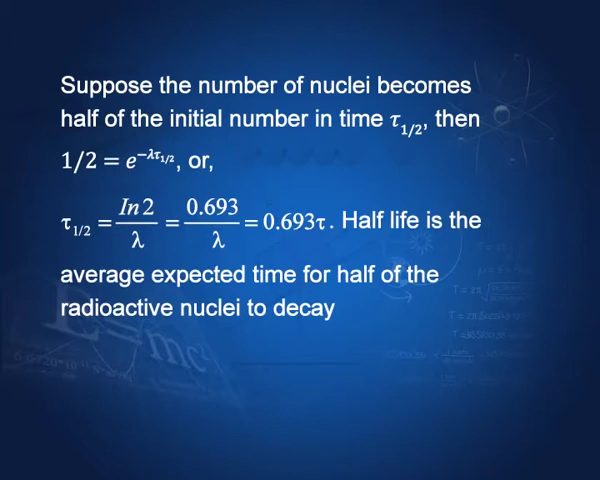 Suppose the number of nuclei becomes
half of the initial number in time τ₁/₂, then
1/2 = e^(−λτ₁/₂), or,
τ₁/₂ = In 2/λ = 0.693/λ = 0.693τ. Half life is the
average expected time for half of the
radioactive nuclei to decay